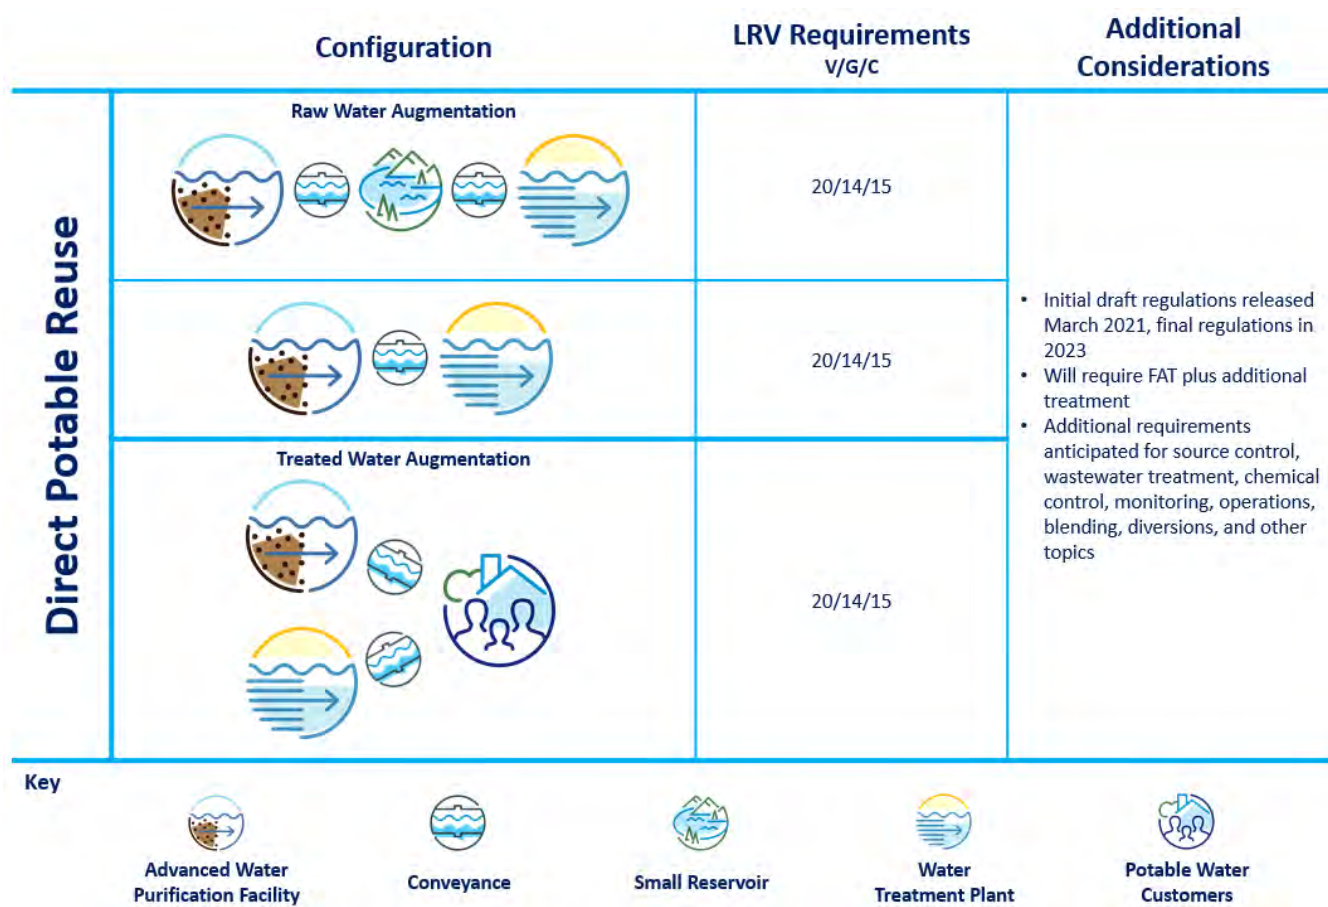 Configuration
LRV Requirements
V/G/C
Additional
Considerations
Direct Potable Reuse
Raw Water Augmentation
20/14/15
20/14/15
Treated Water Augmentation
20/14/15
• Initial draft regulations released
March 2021, final regulations in
2023
• Will require FAT plus additional
treatment
• Additional requirements
anticipated for source control,
wastewater treatment, chemical
control, monitoring, operations,
blending, diversions, and other
topics
Key
Advanced Water
Purification Facility
Conveyance
Small Reservoir
Water
Treatment Plant
Potable Water
Customers